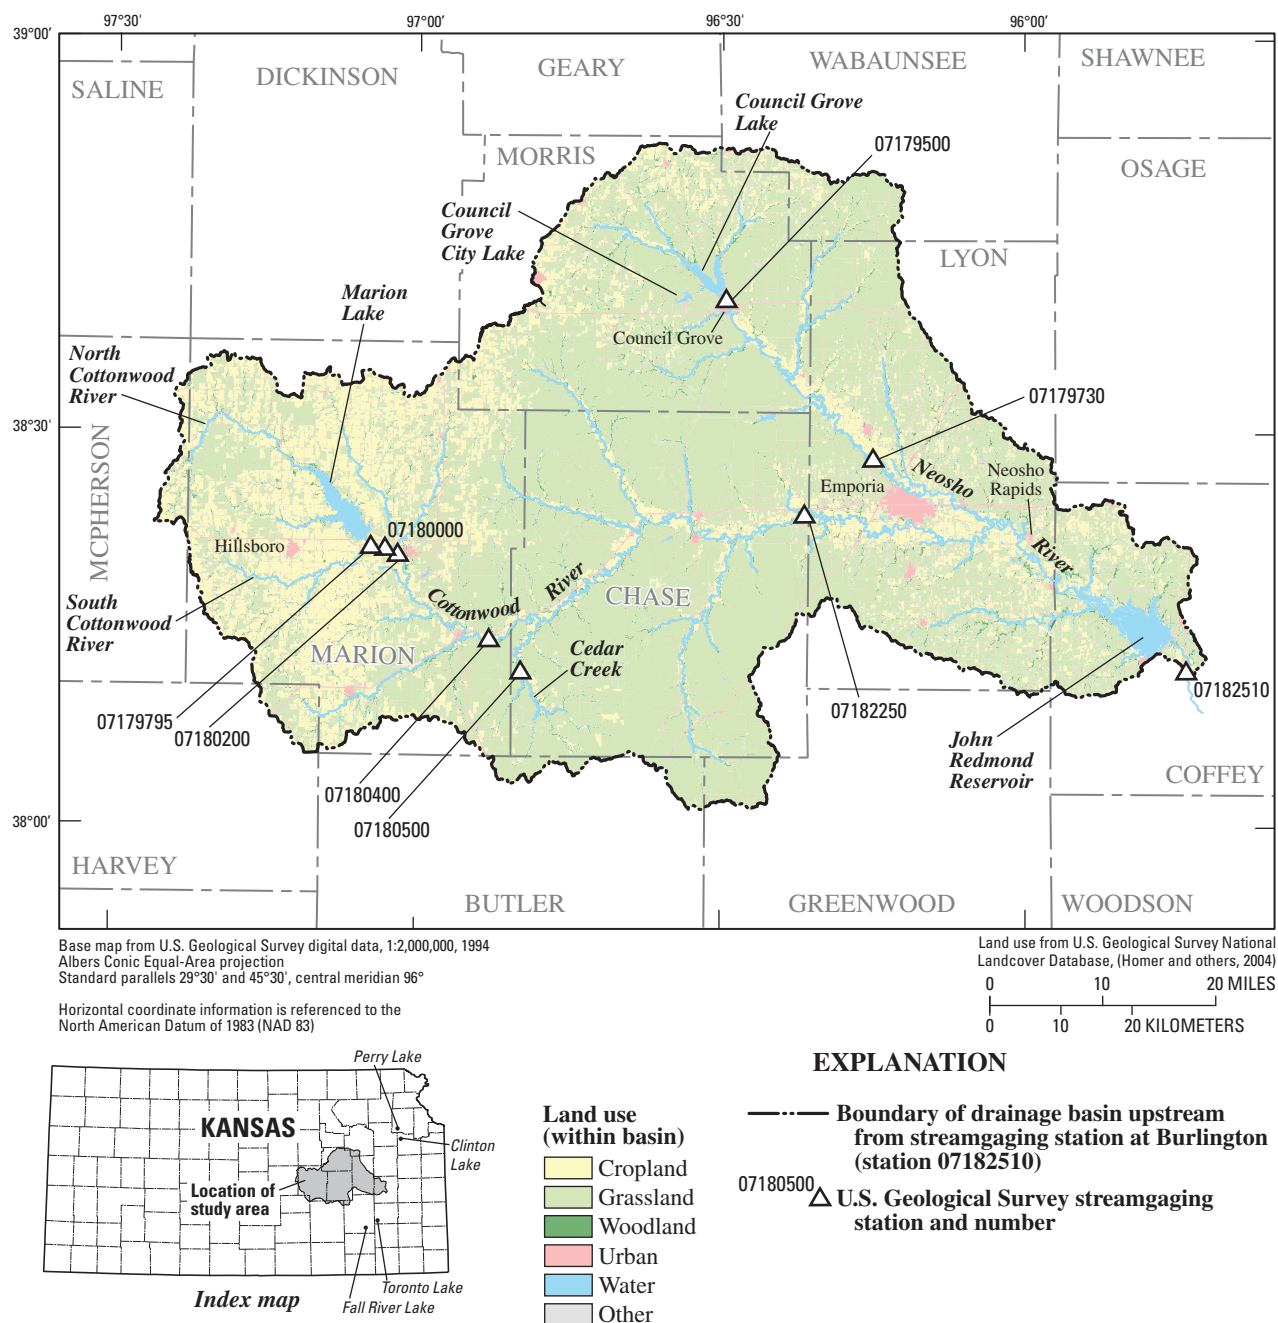 97°30'
97°00'
96°30'
96°00'
39°00'
SALINE
DICKINSON
GEARY
WABAUNSEE
SHAWNEE
Council Grove
Lake
07179500
MORRIS
OSAGE
Council
Grove
City Lake
LYON
Marion
Lake
Council Grove
North
Cottonwood
River
07179730
38°30'
MCPHERSON
Neosho
Neosho
Rapids
Emporia
07180000
Hillsboro
River
River
CHASE
Cottonwood
South
Cottonwood
River
MARION
Cedar
Creek
07182510
07179795
07180200
07182250
John
Redmond
Reservoir
COFFEY
07180400
07180500
38°00'
HARVEY
BUTLER
GREENWOOD
WOODSON
Base map from U.S. Geological Survey digital data, 1:2,000,000, 1994
Albers Conic Equal-Area projection
Standard parallels 29°30' and 45°30', central meridian 96°
Horizontal coordinate information is referenced to the
North American Datum of 1983 (NAD 83)
Land use from U.S. Geological Survey National
Landcover Database, (Homer and others, 2004)
0 10 20 MILES
0 10 20 KILOMETERS
Perry Lake
KANSAS
Clinton
Lake
Location of
study area
Toronto Lake
Fall River Lake
Index map
EXPLANATION
Land use
(within basin)
Cropland
Grassland
Woodland
Urban
Water
Other
Boundary of drainage basin upstream
from streamgaging station at Burlington
(station 07182510)
07180500
U.S. Geological Survey streamgaging
station and number